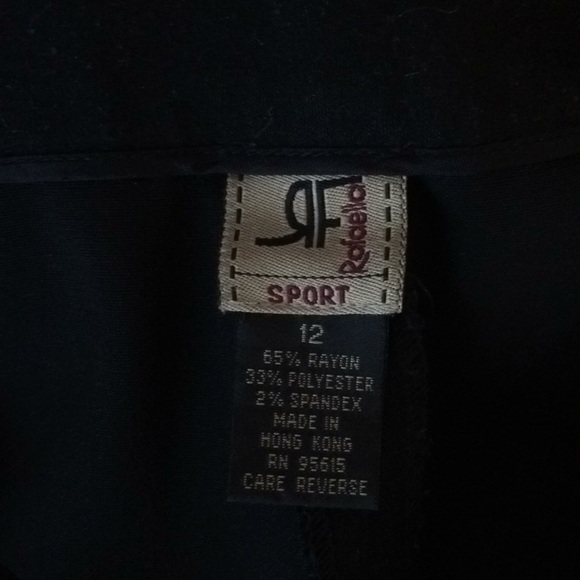 RF
Rafaella
SPORT
12
65% RAYON
33% POLYESTER
2% SPANDEX
MADE IN
HONG KONG
RN 95615
CARE REVERSE